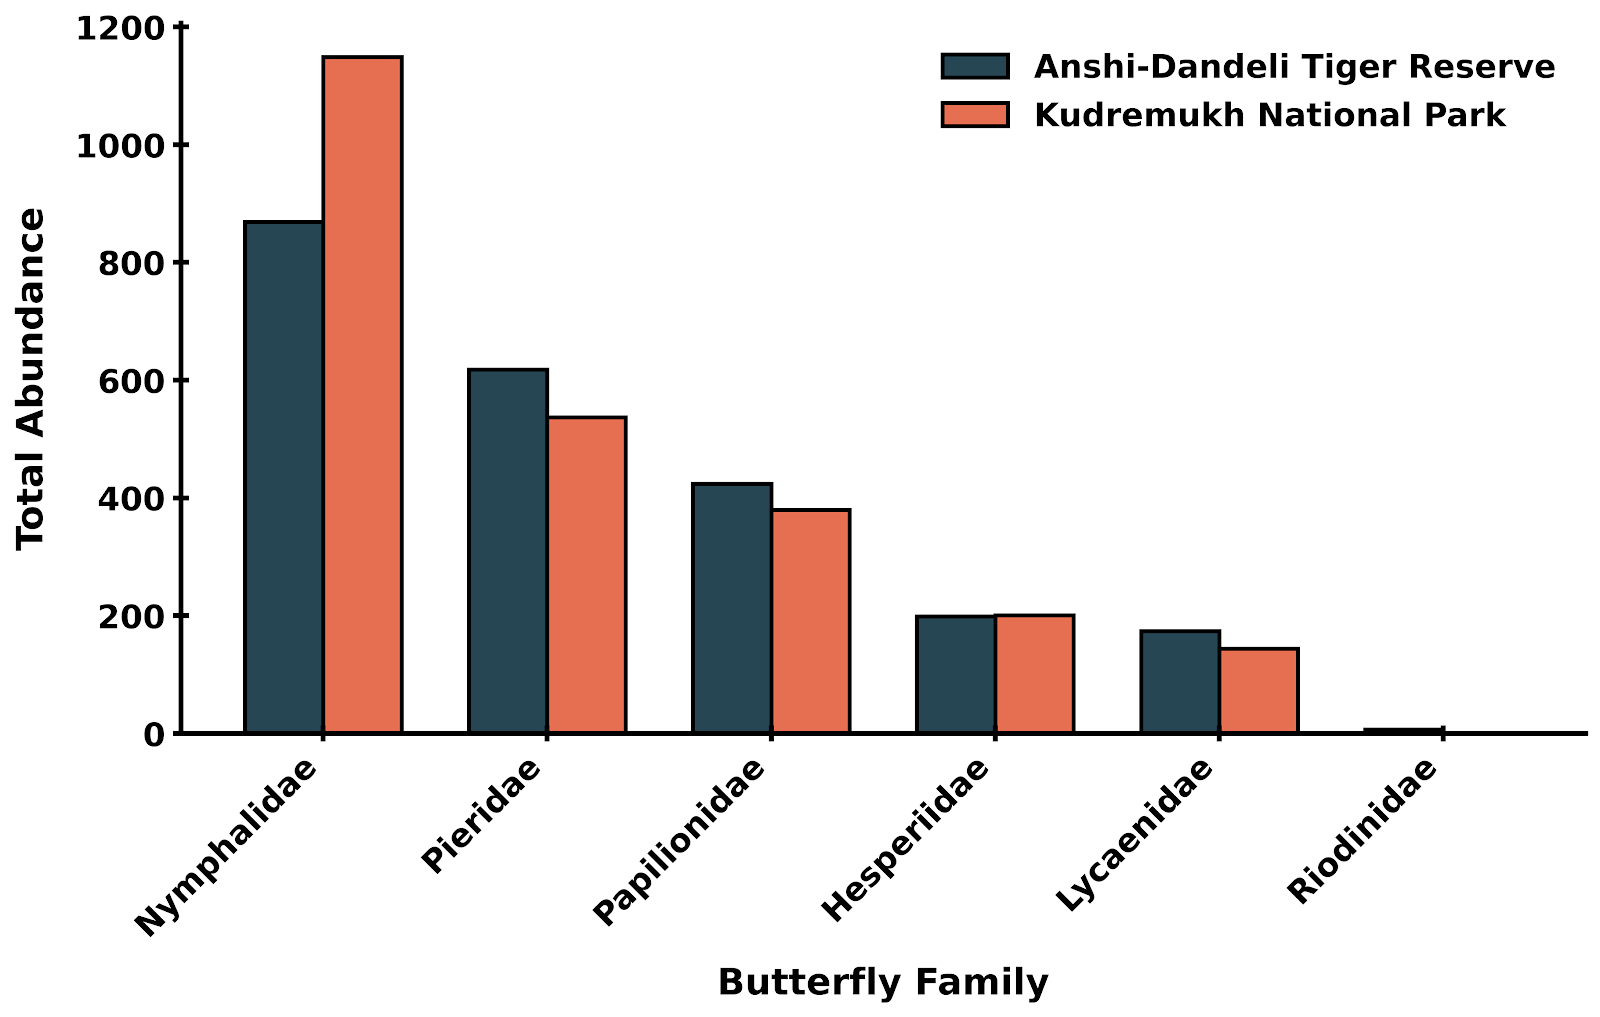 1200
1000
800
600
400
200
0
Total Abundance
Anshi-Dandeli Tiger Reserve
Kudremukh National Park
Nymphalidae
Pieridae
Papilionidae
Hesperiidae
Lycaenidae
Riodinidae
Butterfly Family